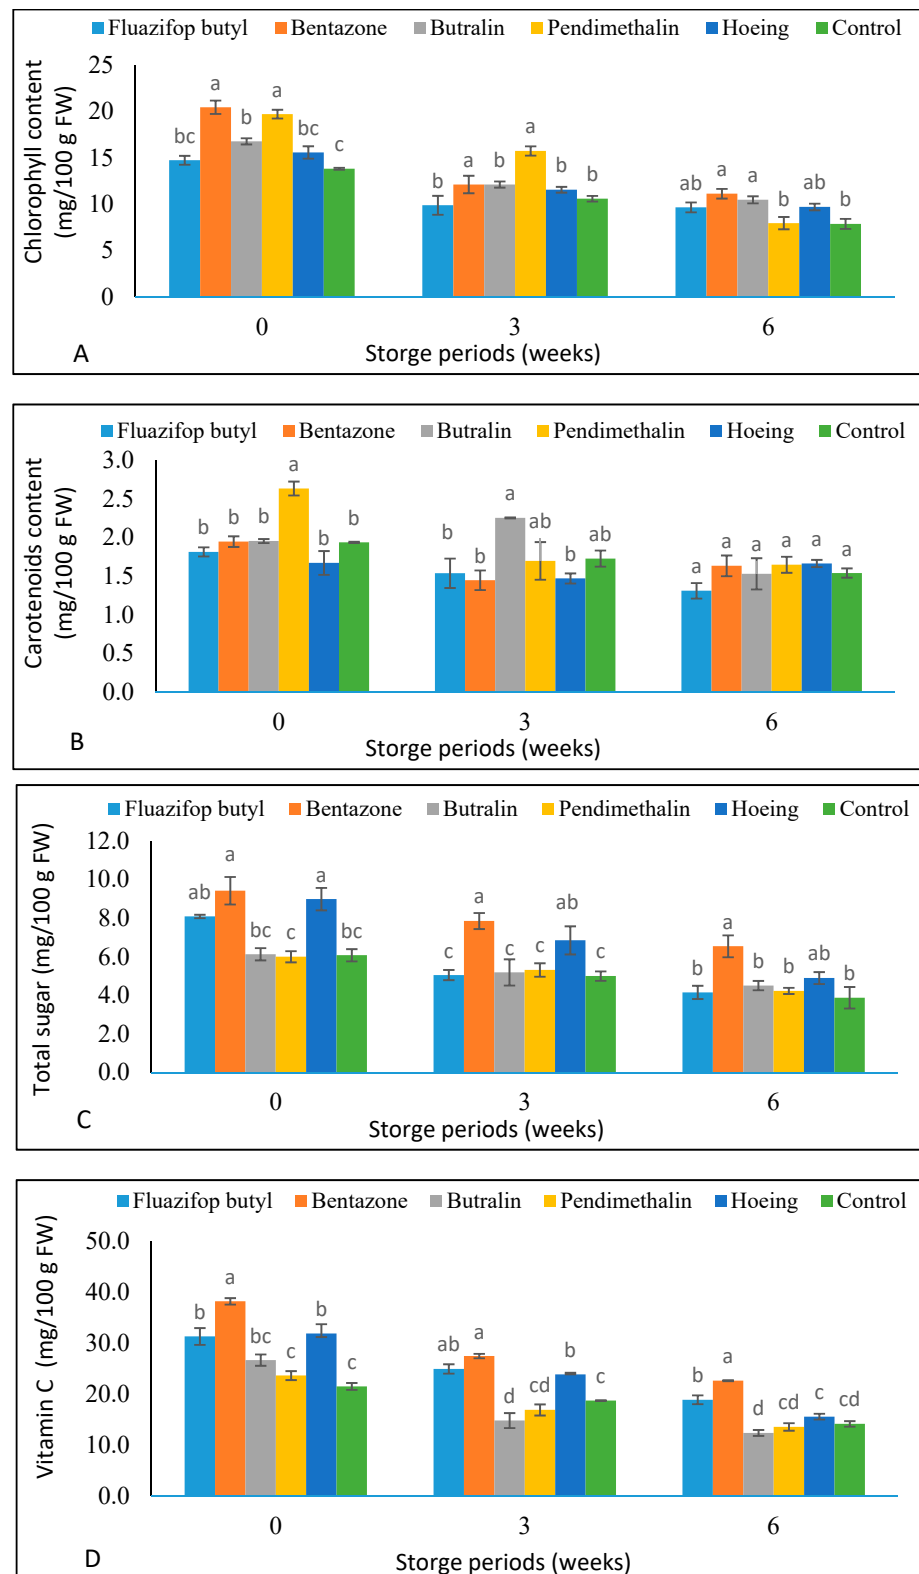 Fluazifop butyl Bentazone Butralin Pendimethalin Hoeing Control
Chlorophyll content
(mg/100 g FW)
25
20
15
10
5
0
bc a b a bc c
b a b a b b
ab a a b ab b
0 3 6
A
Storge periods (weeks)
Fluazifop butyl Bentazone Butralin Pendimethalin Hoeing Control
Carotenoids content
(mg/100 g FW)
3.0
2.5
2.0
1.5
1.0
0.5
0.0
b b b a b b
b b a ab b ab
a a a a a a
0 3 6
B
Storge periods (weeks)
Fluazifop butyl Bentazone Butralin Pendimethalin Hoeing Control
Total sugar (mg/100 g FW)
12.0
10.0
8.0
6.0
4.0
2.0
0.0
ab a bc c a bc
c a c c ab c
b a b b ab b
0 3 6
C
Storge periods (weeks)
Fluazifop butyl Bentazone Butralin Pendimethalin Hoeing Control
Vitamin C (mg/100 g FW)
50.0
40.0
30.0
20.0
10.0
0.0
b a bc c b c
ab a d cd b c
b a d cd c cd
0 3 6
D
Storge periods (weeks)